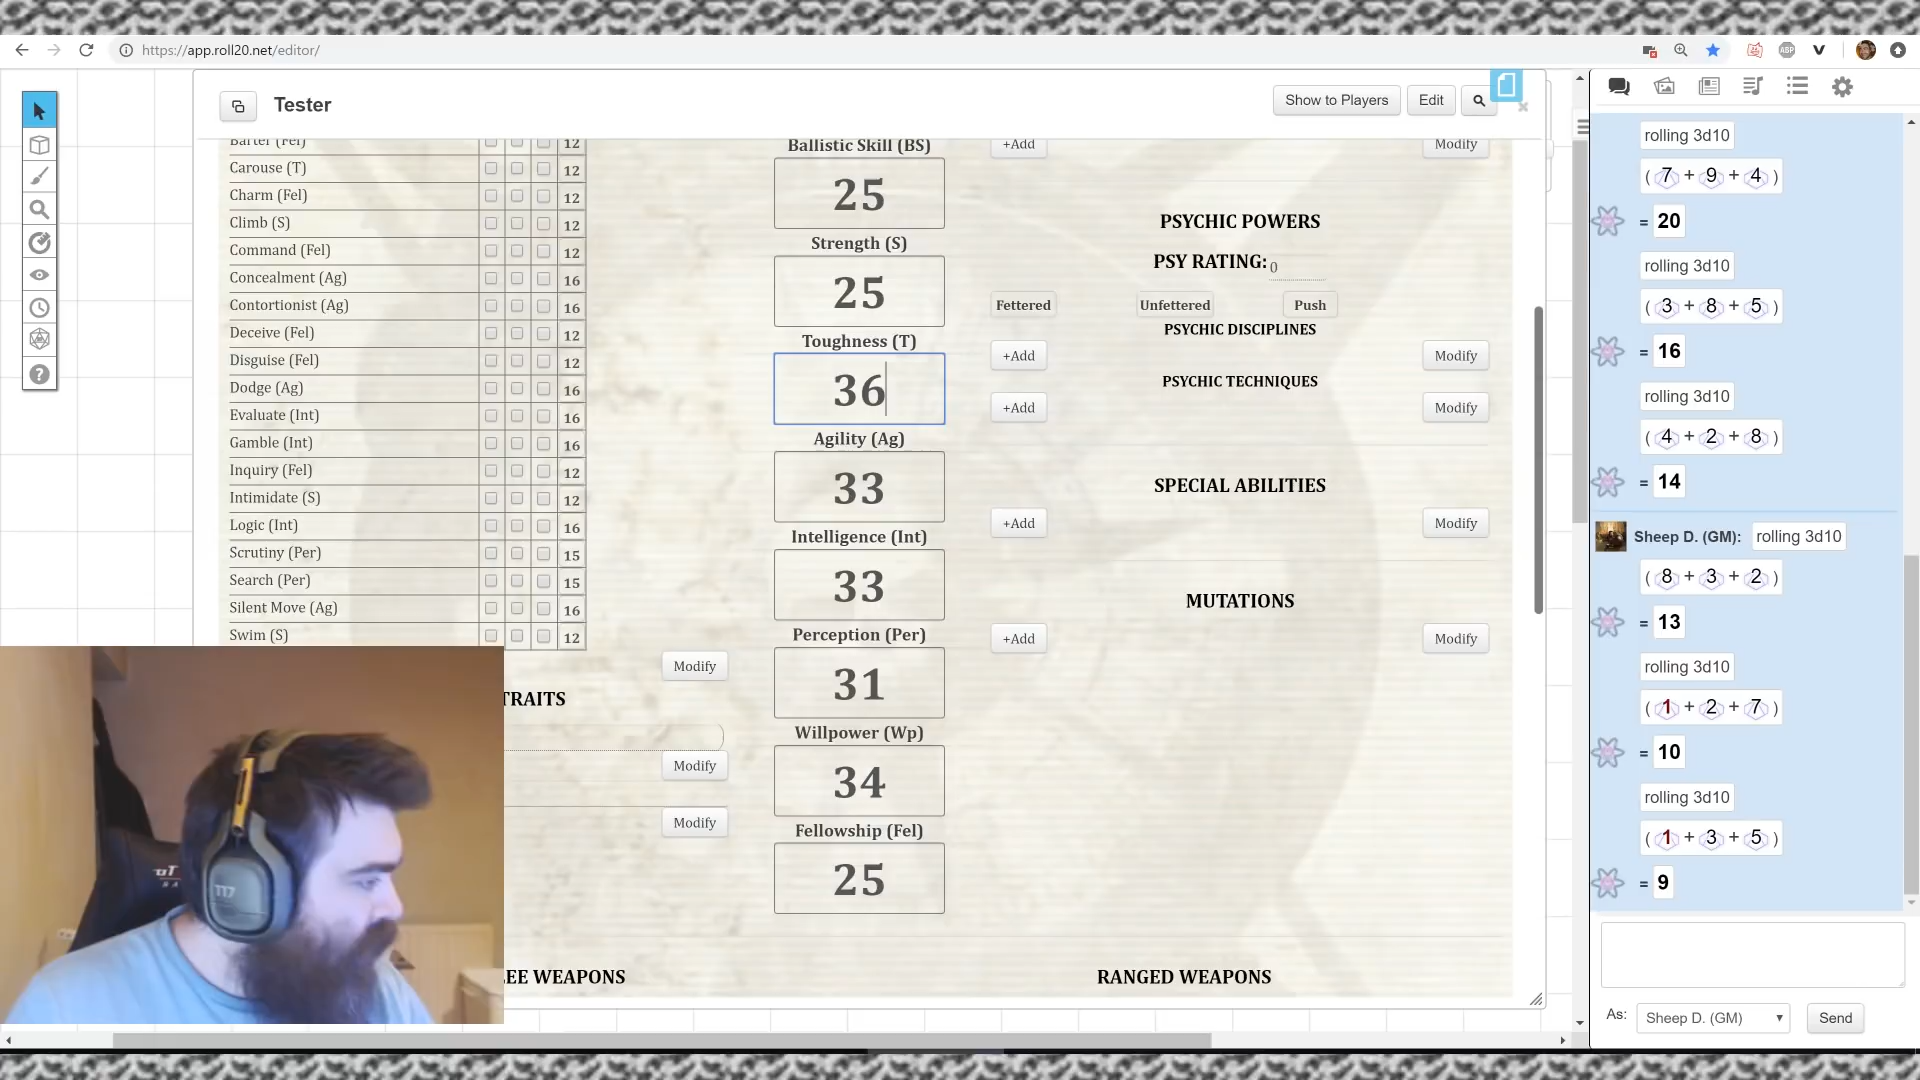 https://app.roll20.net/editor/
ABP
Tester
Show to Players
Edit
Barter (Fel) 12
Carouse (T) 12
Charm (Fel) 12
Climb (S) 12
Command (Fel) 12
Concealment (Ag) 16
Contortionist (Ag) 16
Deceive (Fel) 12
Disguise (Fel) 12
Dodge (Ag) 16
Evaluate (Int) 16
Gamble (Int) 16
Inquiry (Fel) 12
Intimidate (S) 12
Logic (Int) 16
Scrutiny (Per) 15
Search (Per) 15
Silent Move (Ag) 16
Swim (S) 12
Modify
TRAITS
Modify
Modify
EE WEAPONS
Ballistic Skill (BS)
25
Strength (S)
25
Toughness (T)
36
Agility (Ag)
33
Intelligence (Int)
33
Perception (Per)
31
Willpower (Wp)
34
Fellowship (Fel)
25
+Add Modify
PSYCHIC POWERS
PSY RATING: 0
Fettered Unfettered Push
PSYCHIC DISCIPLINES
+Add Modify
PSYCHIC TECHNIQUES
+Add Modify
SPECIAL ABILITIES
+Add Modify
MUTATIONS
+Add Modify
RANGED WEAPONS
rolling 3d10
(7 + 9 + 4)
= 20
rolling 3d10
(3 + 8 + 5)
= 16
rolling 3d10
(4 + 2 + 8)
= 14
Sheep D. (GM): rolling 3d10
(8 + 3 + 2)
= 13
rolling 3d10
(1 + 2 + 7)
= 10
rolling 3d10
(1 + 3 + 5)
= 9
As: Sheep D. (GM) Send